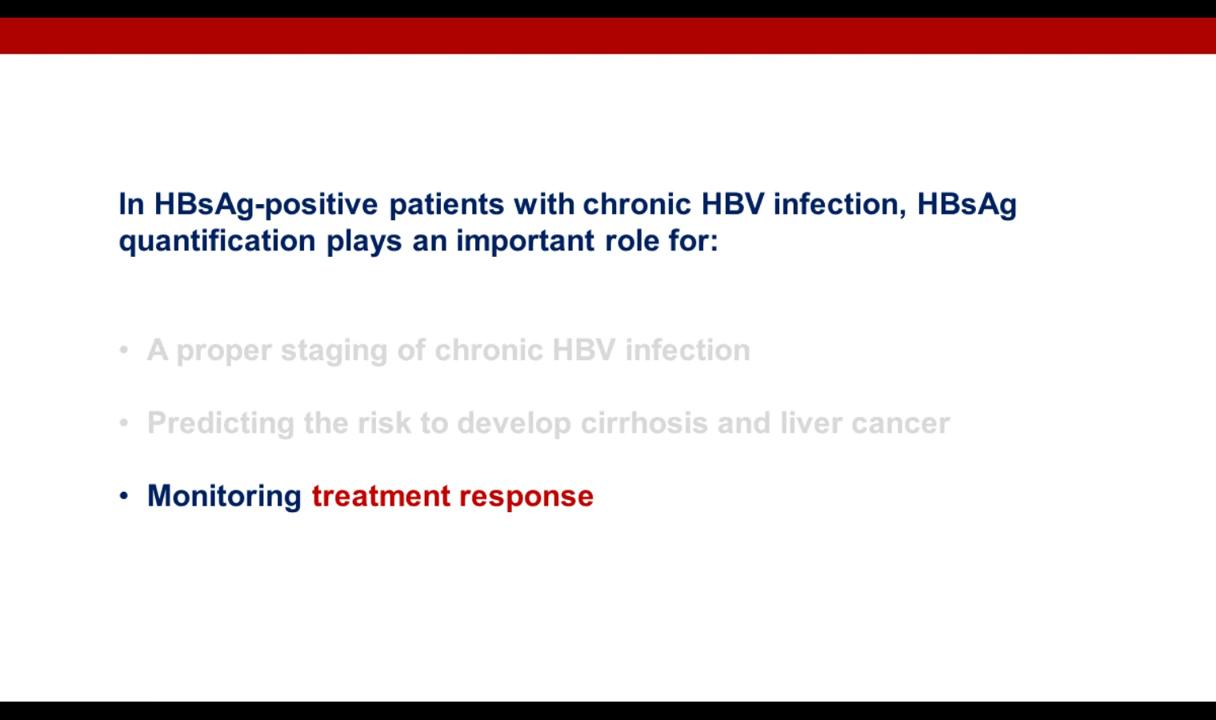 In HBsAg-positive patients with chronic HBV infection, HBsAg
quantification plays an important role for:
• A proper staging of chronic HBV infection
• Predicting the risk to develop cirrhosis and liver cancer
• Monitoring treatment response